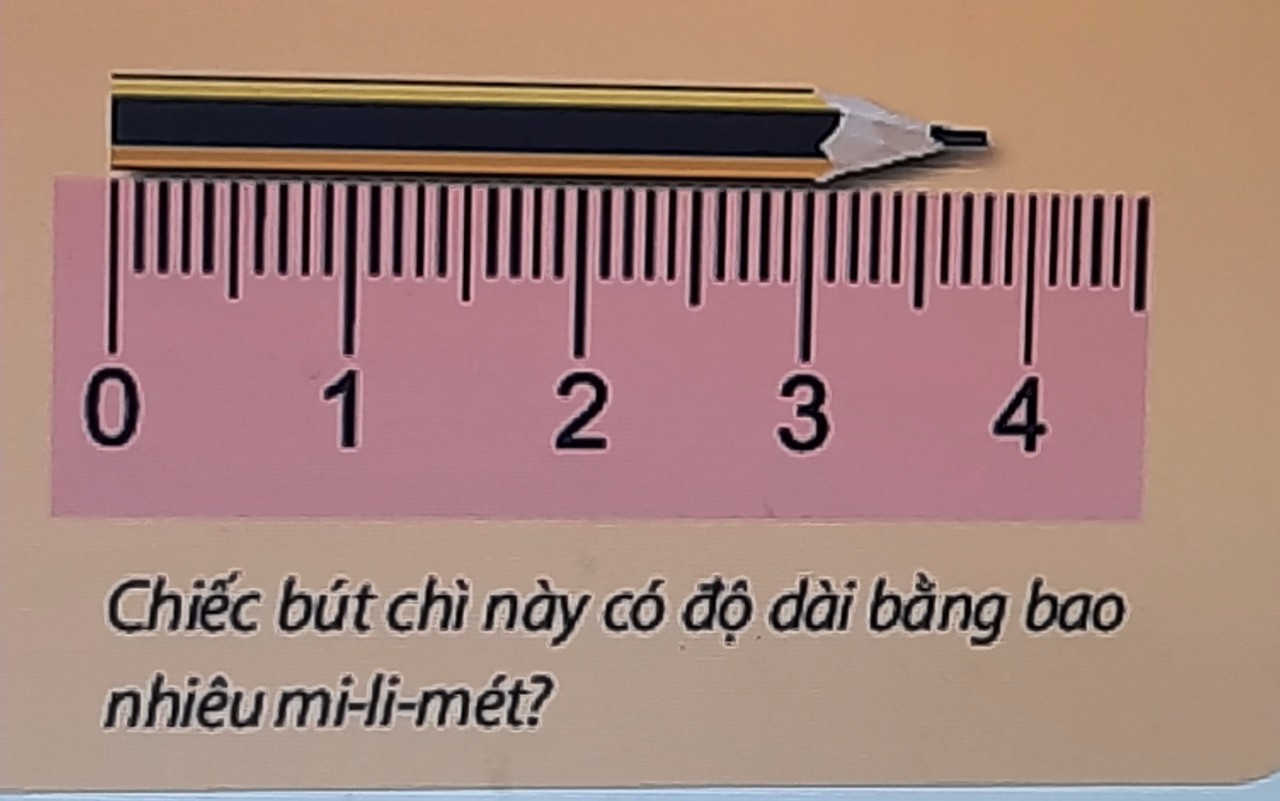 0 1 2 3 4
Chiếc bút chì này có độ dài bằng bao
nhiêu mi-li-mét?